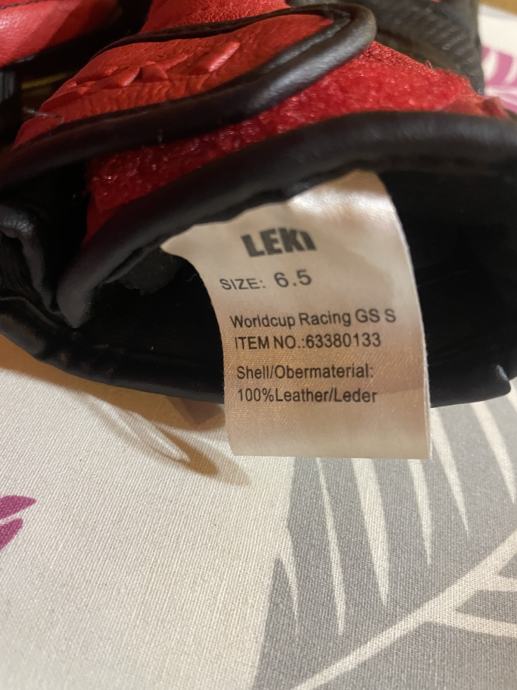 LEKI
SIZE: 6.5
Worldcup Racing GS S
ITEM NO.:63380133
Shell/Obermaterial:
100%Leather/Leder